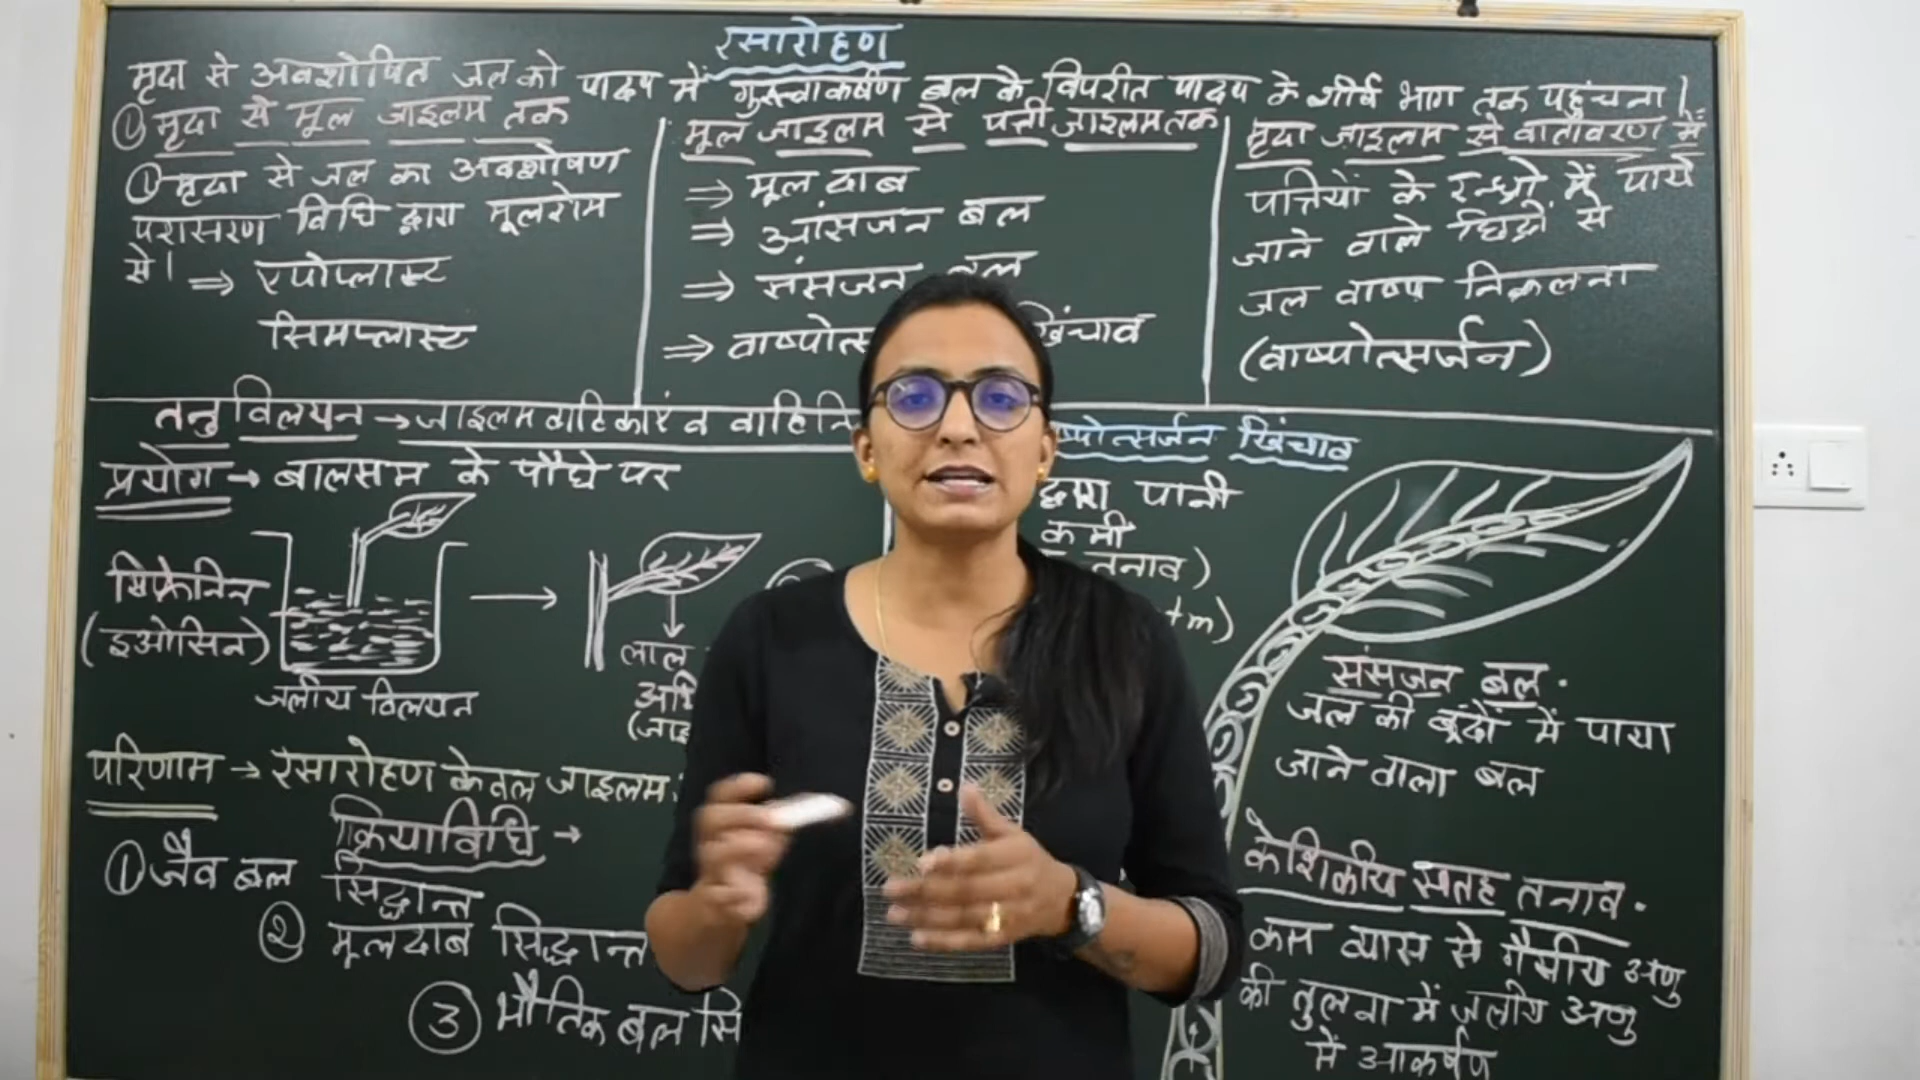 रसारोहण
मृदा से अवशोषित जल को पादप में गुरुत्वाकर्षण बल के विपरीत पादप के शीर्ष भाग तक पहुंचना।
① मृदा से मूल जाइलम तक
① मृदा से जल का अवशोषण
परासरण विधि द्वारा मूलरोम
से। ⇒ एपोप्लास्ट
सिमप्लास्ट
मूल जाइलम से पत्ती जाइलम तक
⇒ मूल दाब
⇒ आंसजन बल
⇒ संसजन बल
⇒ वाष्पोत्स खिंचाव
मृदा जाइलम से वातावरण में
पत्तियों के रन्ध्रो में पाये
जाने वाले छिद्रो से
जल वाष्प निकलना
(वाष्पोत्सर्जन)
तनु विलयन → जाइलम वाहिकाएं व वाहिनि
प्रयोग → बालसम के पौधे पर
सेफ्रेनिन
(इओसिन)
जलीय विलयन
लाल
अभि
(जाइ
परिणाम → रसारोहण केवल जाइलम
क्रियाविधि →
① जैव बल सिद्धान्त
② मूलदाब सिद्धान्त
③ भौतिक बल सि
ष्पोत्सर्जन खिंचाव
द्वारा पानी
कमी
तनाव)
tm)
संसजन बल.
जल की बूंदों में पाया
जाने वाला बल
केशिकीय सतह तनाव.
कम व्यास से गैसीय अणु
की तुलना में जलीय अणु
में आकर्षण